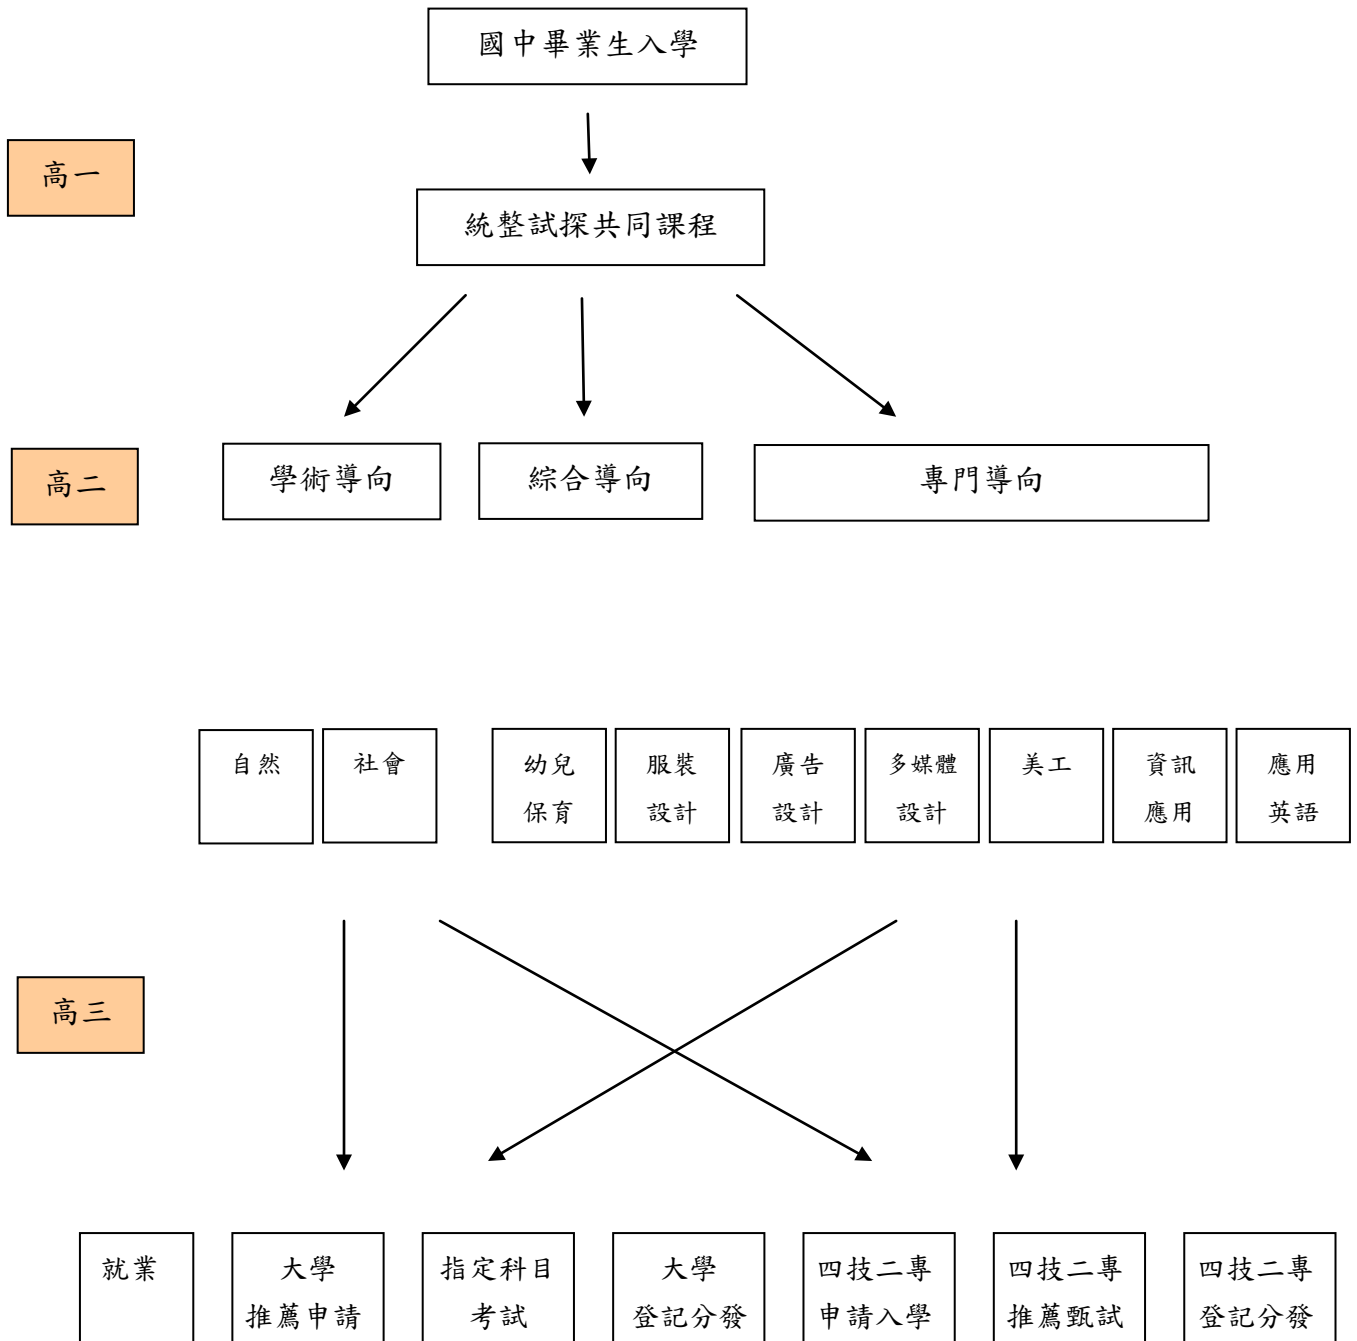 國中畢業生入學
高一
統整試探共同課程
高二
學術導向
綜合導向
專門導向
自然
社會
幼兒
保育
服裝
設計
廣告
設計
多媒體
設計
美工
資訊
應用
應用
英語
高三
就業
大學
推薦申請
指定科目
考試
大學
登記分發
四技二專
申請入學
四技二專
推薦甄試
四技二專
登記分發